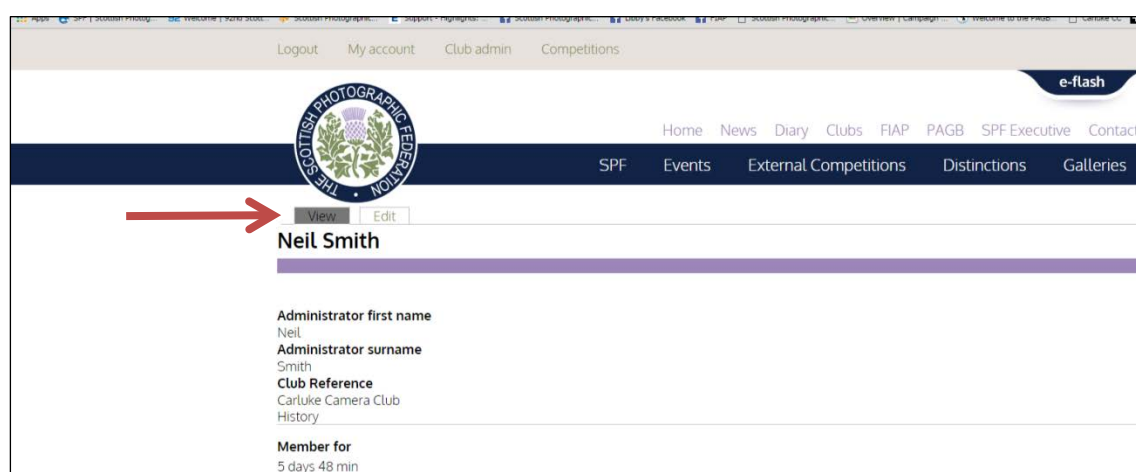 Apps SPF | Scottish Photog... Welcome | 92nd Scott... Scottish Photographic... Support - Highlights: ... Scottish Photographic... Libby's Facebook FIAP Scottish Photographic... Overview | Campaign ... Welcome to the PAGB... Carluke CC
Logout My account Club admin Competitions
e-flash
THE SCOTTISH PHOTOGRAPHIC FEDERATION
Home News Diary Clubs FIAP PAGB SPF Executive Contact
SPF Events External Competitions Distinctions Galleries
View Edit
Neil Smith
Administrator first name
Neil
Administrator surname
Smith
Club Reference
Carluke Camera Club
History
Member for
5 days 48 min